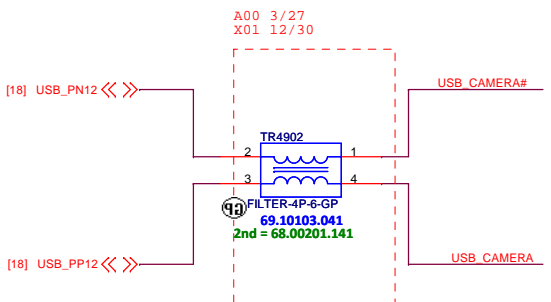 A00 3/27
X01 12/30
[18] USB_PN12
USB_CAMERA#
TR4902
2 1
3 4
GP
FILTER-4P-6-GP
69.10103.041
2nd = 68.00201.141
[18] USB_PP12
USB_CAMERA